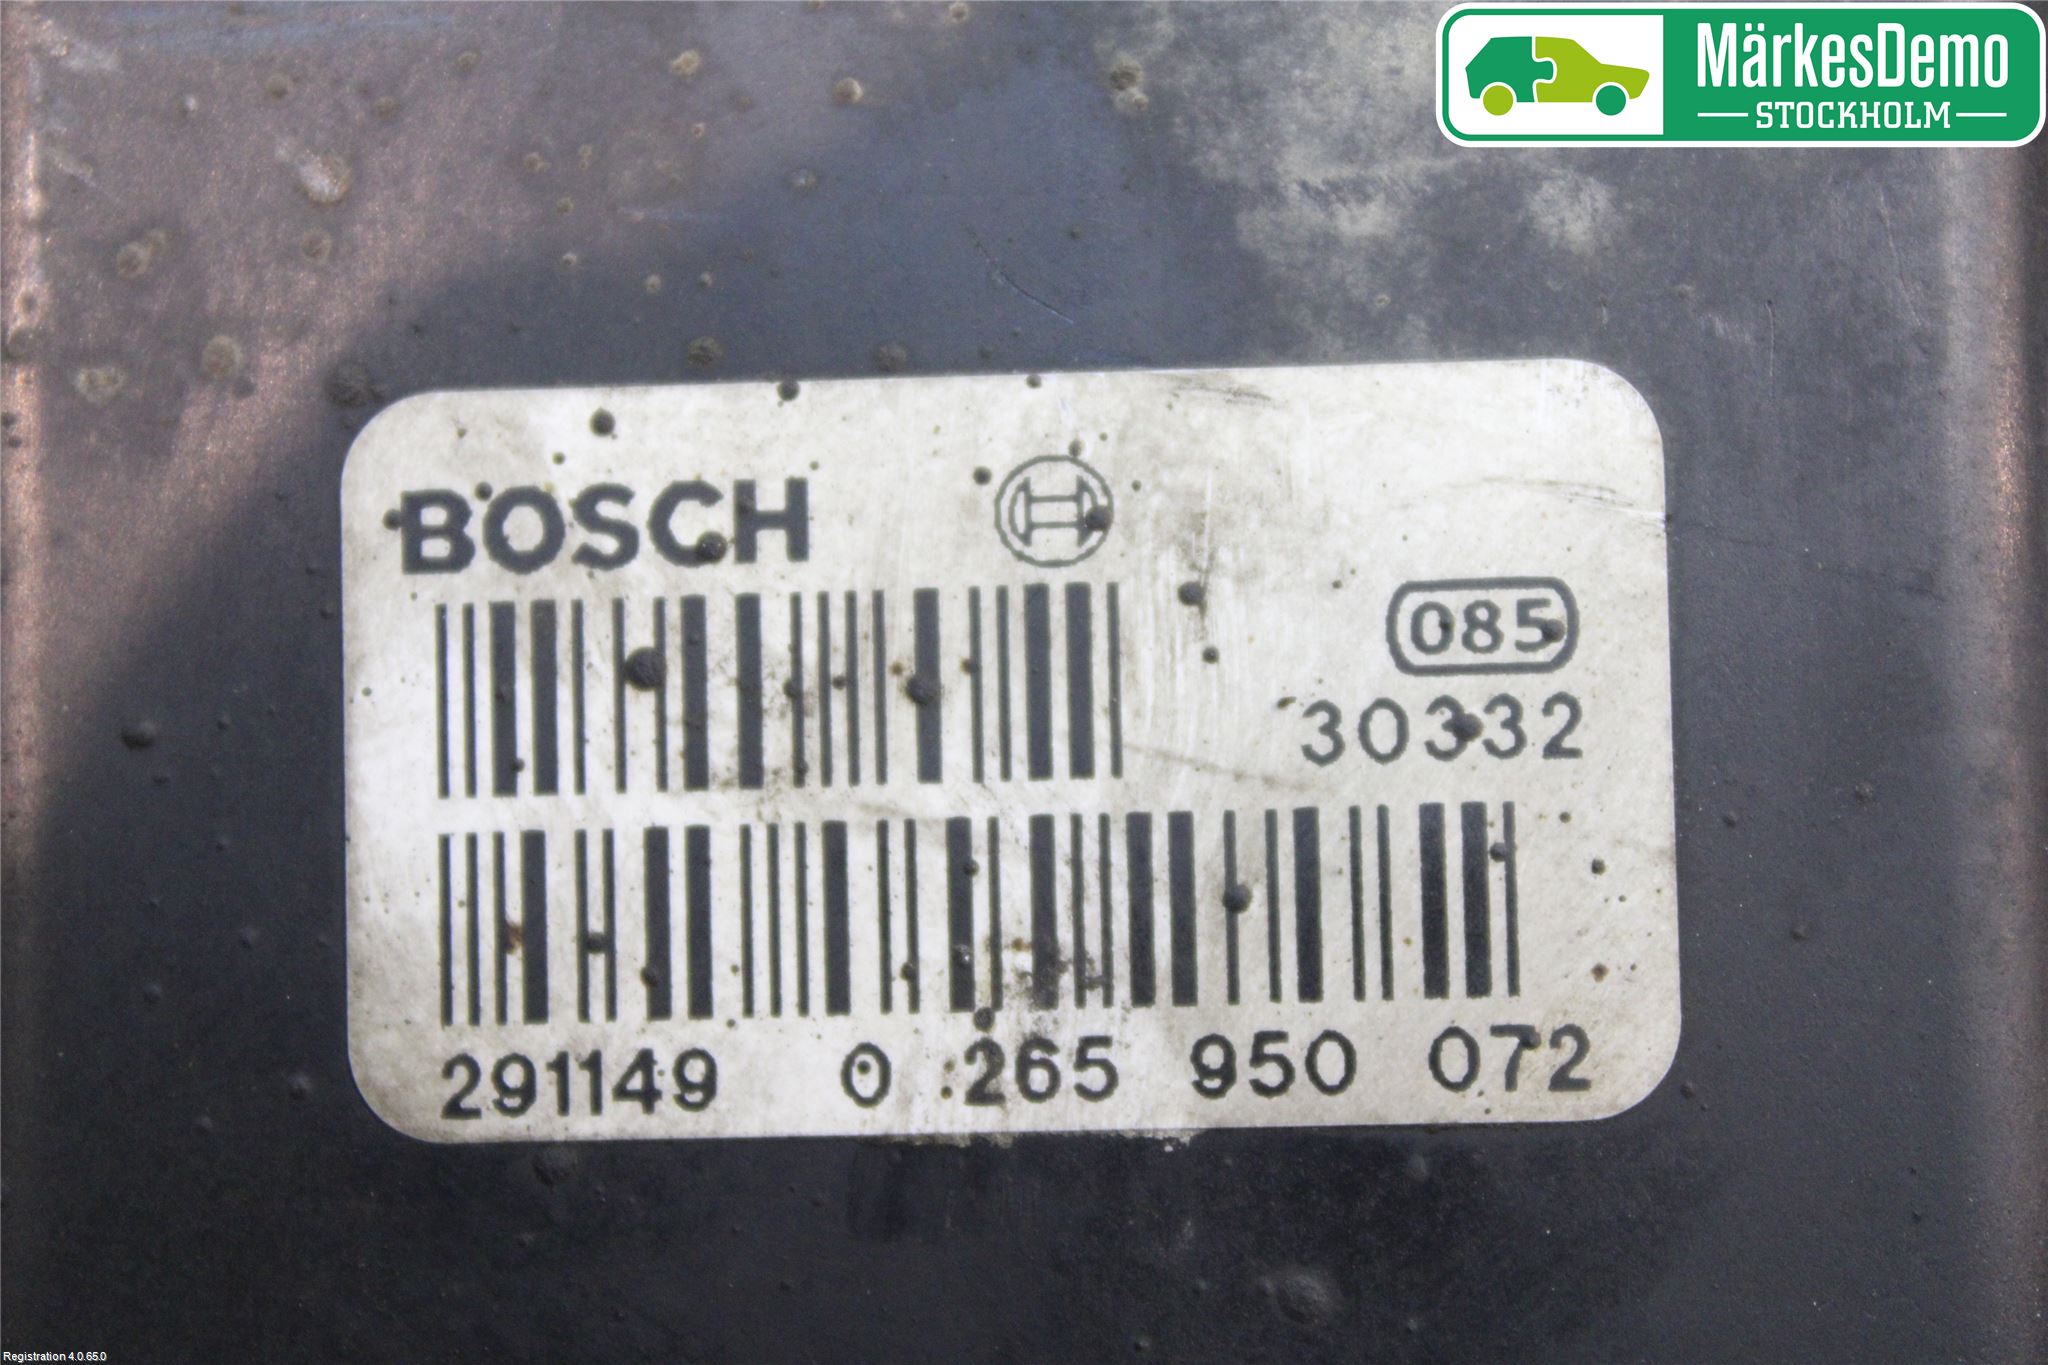 MärkesDemo
STOCKHOLM
BOSCH
085
30332
291149 0 265 950 072
Registration 4.0.65.0